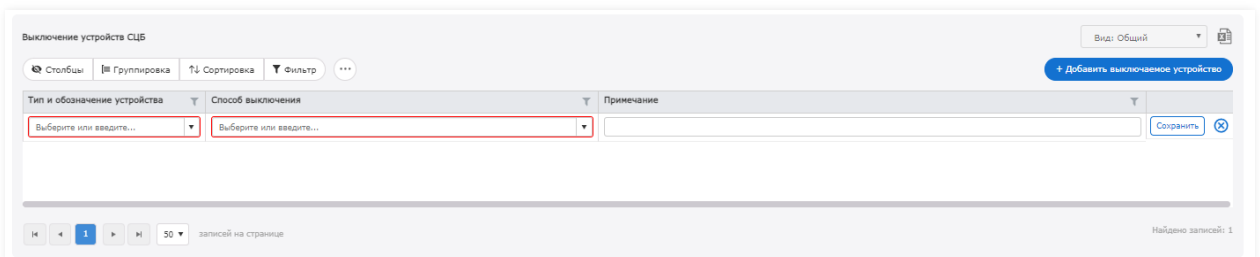 Выключение устройств СЦБ
Вид: Общий
Столбцы Группировка Сортировка Фильтр ...
+ Добавить выключаемое устройство
Тип и обозначение устройства Способ выключения Примечание
Выберите или введите... Выберите или введите... Сохранить
1 50 записей на странице
Найдено записей: 1